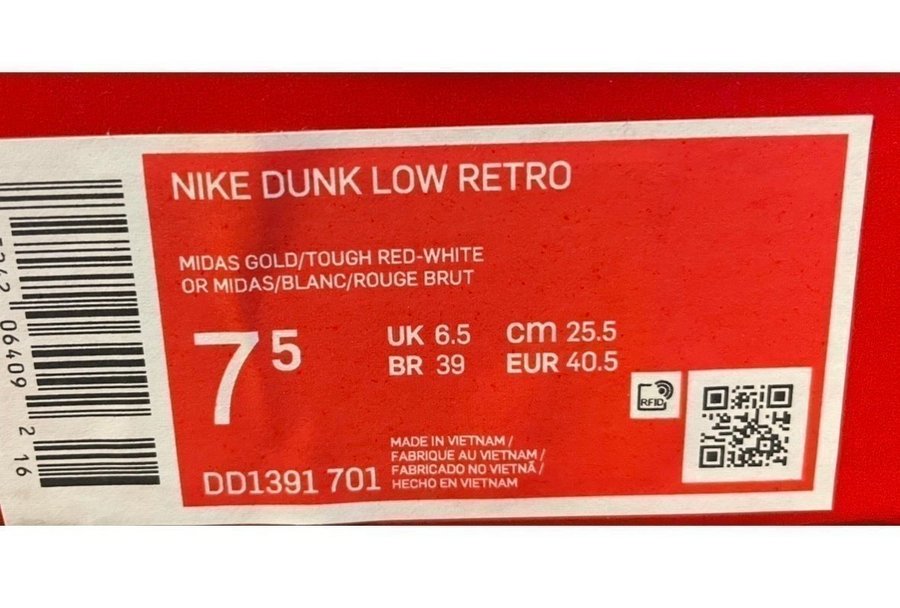 NIKE DUNK LOW RETRO
MIDAS GOLD/TOUGH RED-WHITE
OR MIDAS/BLANC/ROUGE BRUT
7 5
UK 6.5 cm 25.5
BR 39 EUR 40.5
RFID
MADE IN VIETNAM /
FABRIQUE AU VIETNAM /
FABRICADO NO VIETNÃ /
HECHO EN VIETNAM
DD1391 701
06409 2 16